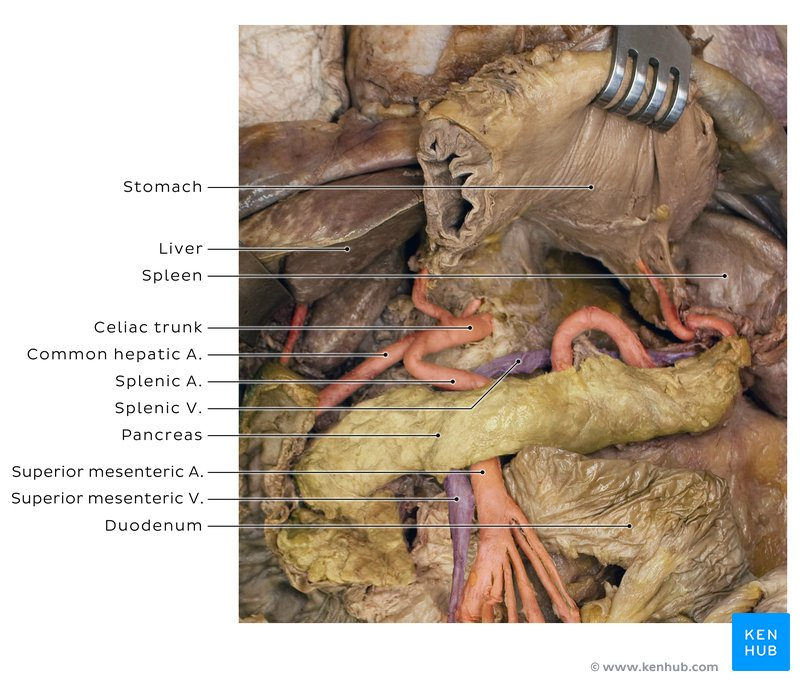 Stomach
Liver
Spleen
Celiac trunk
Common hepatic A.
Splenic A.
Splenic V.
Pancreas
Superior mesenteric A.
Superior mesenteric V.
Duodenum
KEN
HUB
© www.kenhub.com